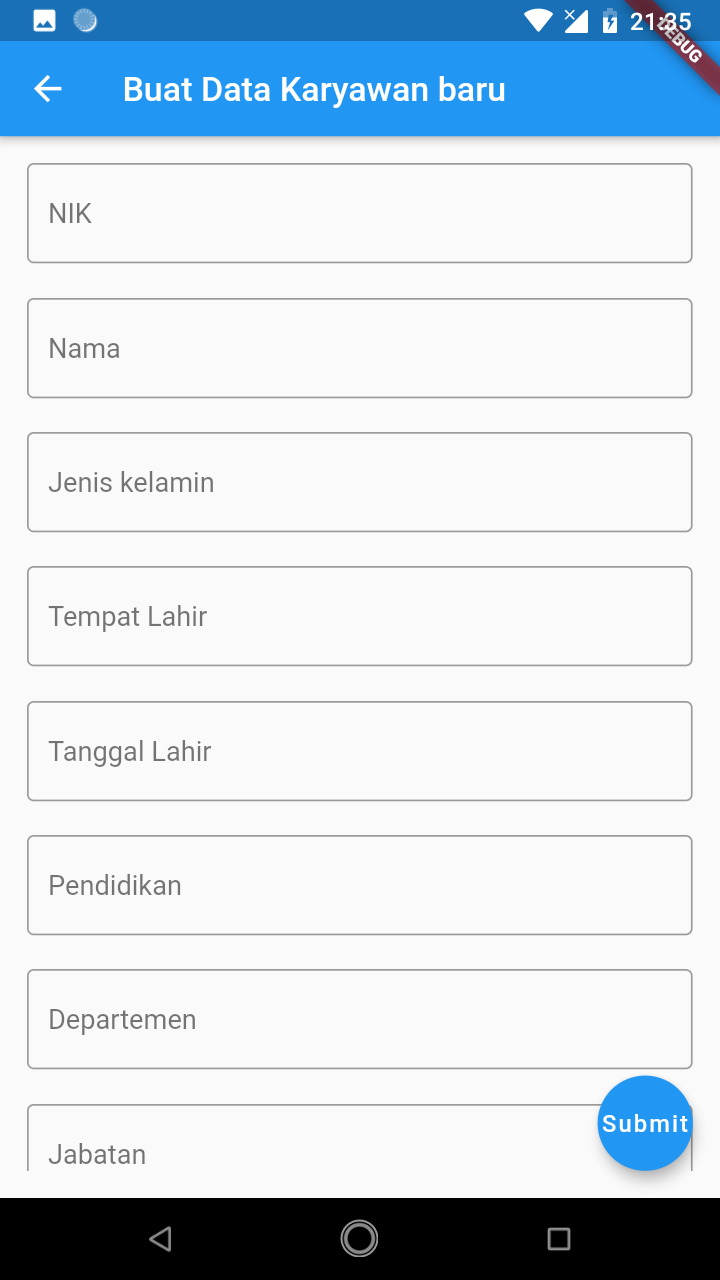 21:35
DEBUG
Buat Data Karyawan baru
NIK
Nama
Jenis kelamin
Tempat Lahir
Tanggal Lahir
Pendidikan
Departemen
Submit
Jabatan